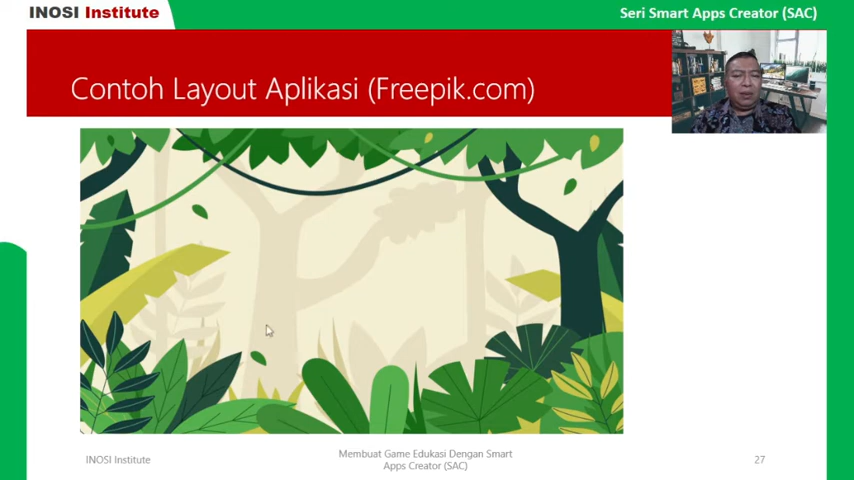 INOSI Institute
Seri Smart Apps Creator (SAC)
Contoh Layout Aplikasi (Freepik.com)
INOSI Institute
Membuat Game Edukasi Dengan Smart
Apps Creator (SAC)
27